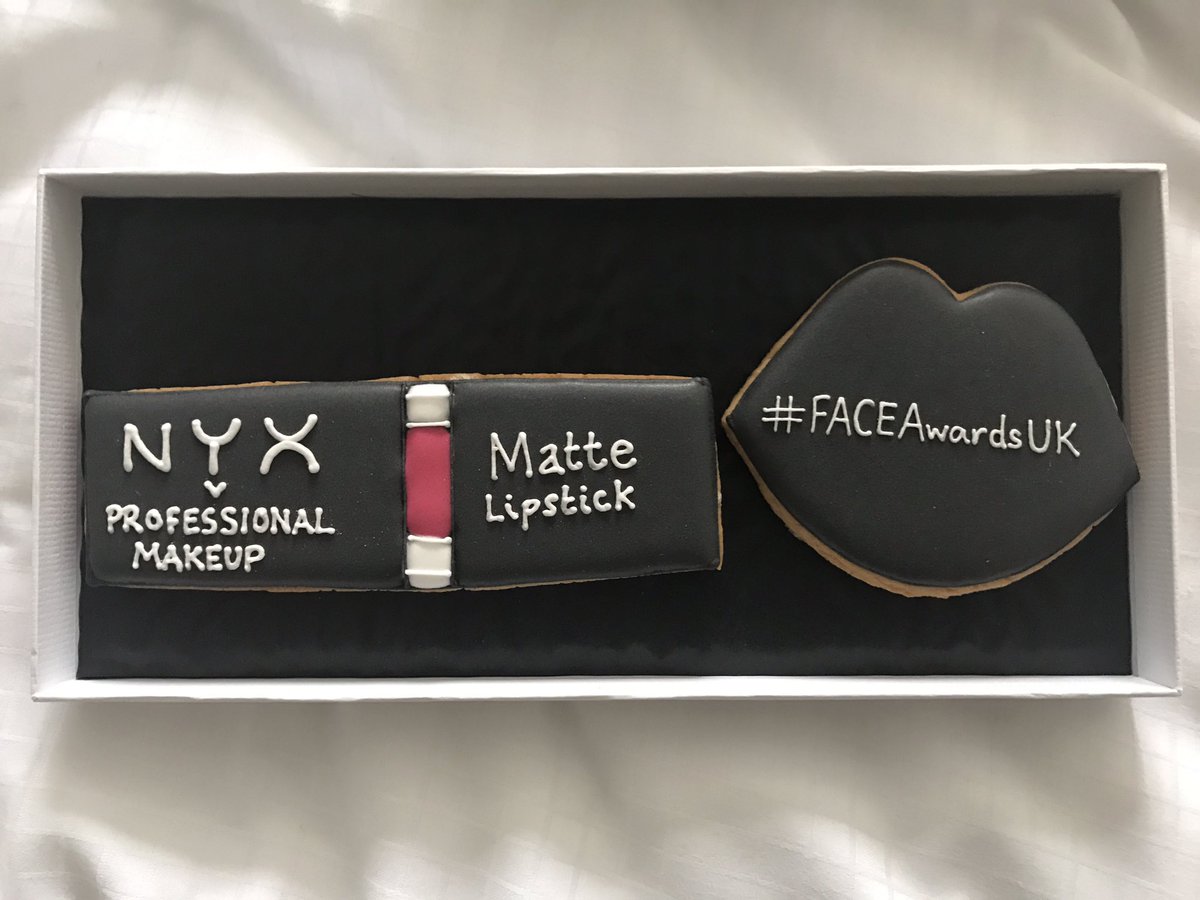 NYX
PROFESSIONAL
MAKEUP
Matte
Lipstick
#FACEAwardsUK